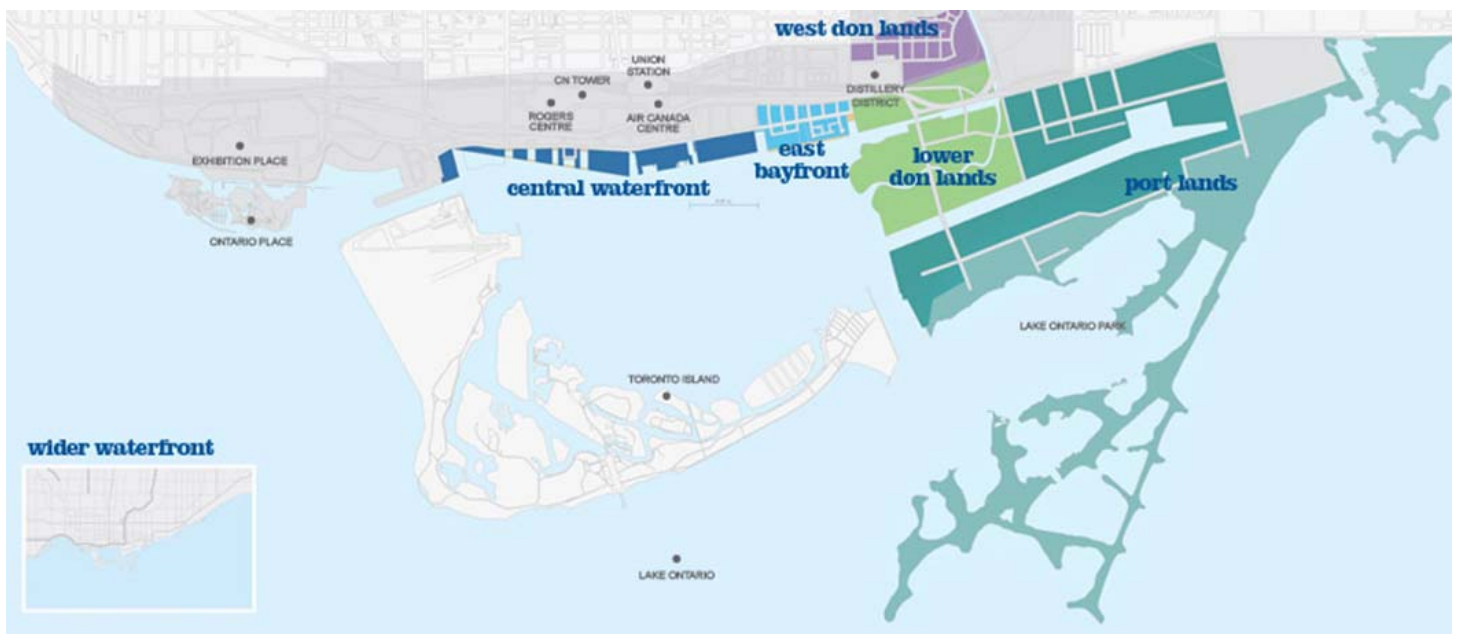 west don lands
UNION
STATION
CN TOWER
DISTILLERY
DISTRICT
ROGERS
CENTRE
AIR CANADA
CENTRE
EXHIBITION PLACE
east
bayfront
lower
don lands
port lands
central waterfront
ONTARIO PLACE
LAKE ONTARIO PARK
TORONTO ISLAND
wider waterfront
LAKE ONTARIO